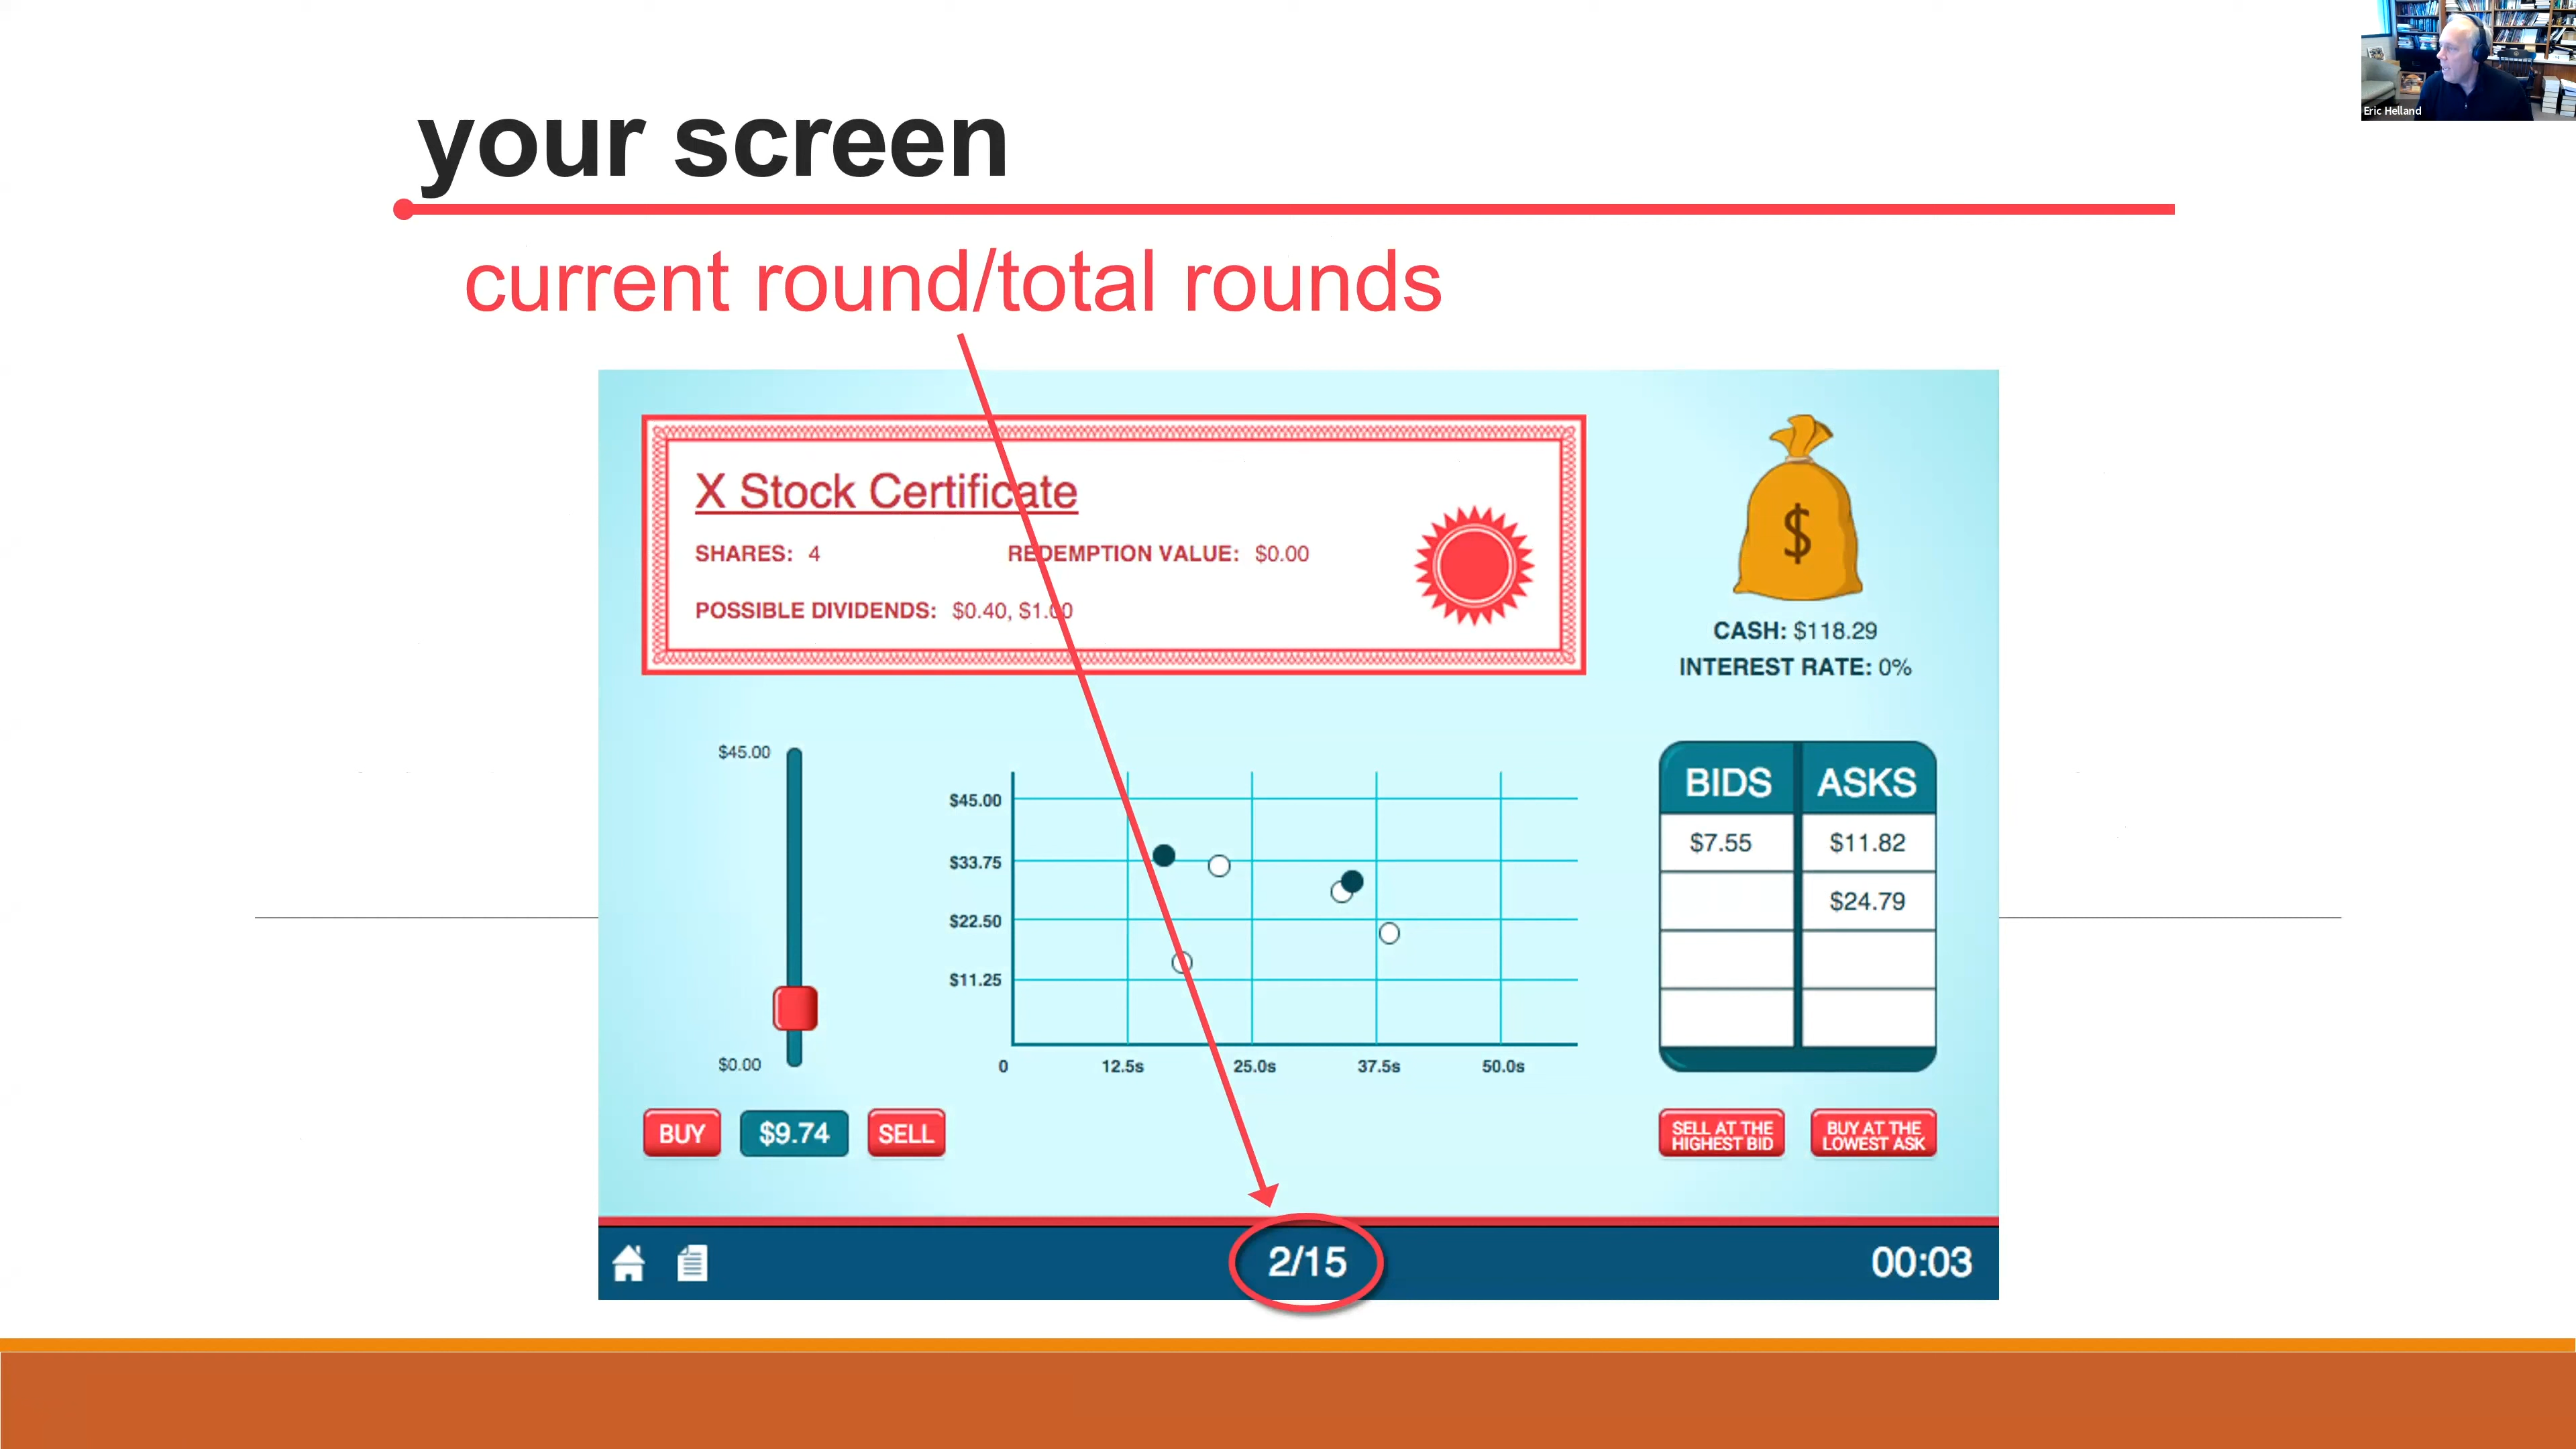 Eric Helland
your screen
current round/total rounds
X Stock Certificate
SHARES: 4 REDEMPTION VALUE: $0.00
POSSIBLE DIVIDENDS: $0.40, $1.00
$
CASH: $118.29
INTEREST RATE: 0%
$45.00
$0.00
$45.00
$33.75
$22.50
$11.25
0 12.5s 25.0s 37.5s 50.0s
BIDS ASKS
$7.55 $11.82
$24.79
BUY $9.74 SELL
SELL AT THE
HIGHEST BID
BUY AT THE
LOWEST ASK
2/15
00:03